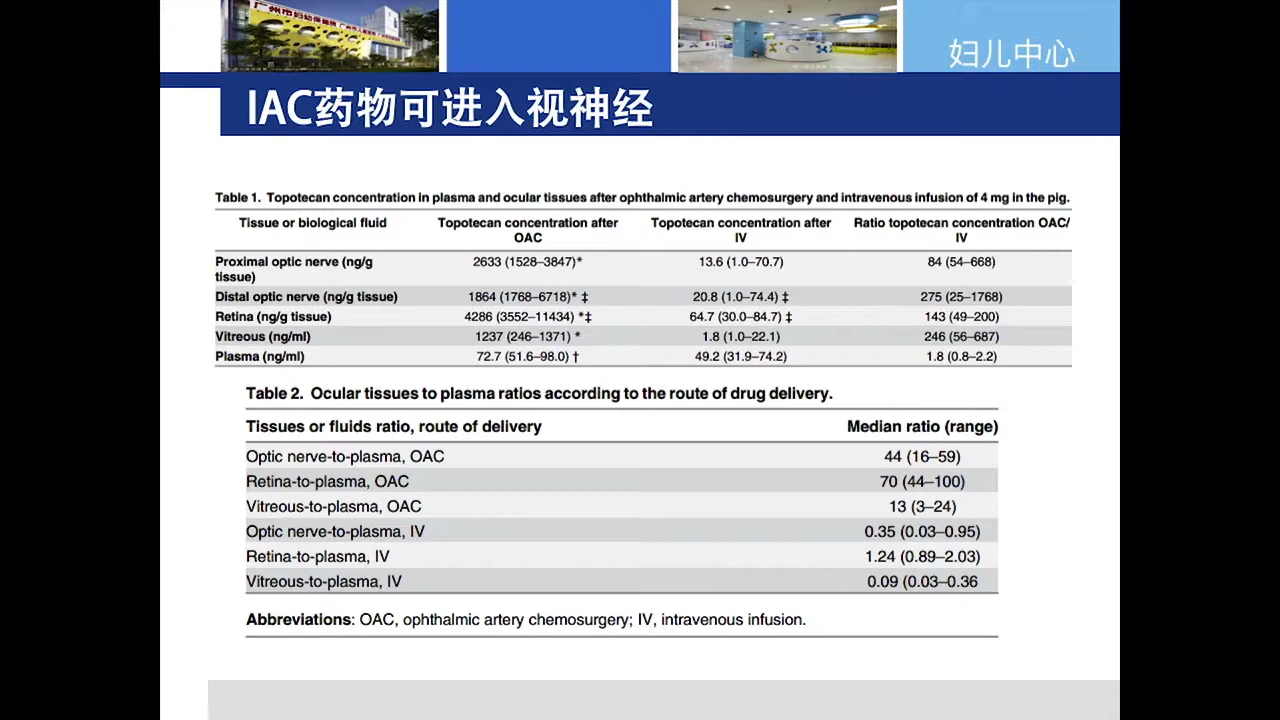 广州市妇幼保健院
妇儿中心
IAC药物可进入视神经
Table 1. Topotecan concentration in plasma and ocular tissues after ophthalmic artery chemosurgery and intravenous infusion of 4 mg in the pig.
Tissue or biological fluid Topotecan concentration after OAC Topotecan concentration after IV Ratio topotecan concentration OAC/ IV
Proximal optic nerve (ng/g tissue) 2633 (1528–3847)* 13.6 (1.0–70.7) 84 (54–668)
Distal optic nerve (ng/g tissue) 1864 (1768–6718)* ‡ 20.8 (1.0–74.4) ‡ 275 (25–1768)
Retina (ng/g tissue) 4286 (3552–11434) *‡ 64.7 (30.0–84.7) ‡ 143 (49–200)
Vitreous (ng/ml) 1237 (246–1371) * 1.8 (1.0–22.1) 246 (56–687)
Plasma (ng/ml) 72.7 (51.6–98.0) † 49.2 (31.9–74.2) 1.8 (0.8–2.2)
Table 2. Ocular tissues to plasma ratios according to the route of drug delivery.
Tissues or fluids ratio, route of delivery Median ratio (range)
Optic nerve-to-plasma, OAC 44 (16–59)
Retina-to-plasma, OAC 70 (44–100)
Vitreous-to-plasma, OAC 13 (3–24)
Optic nerve-to-plasma, IV 0.35 (0.03–0.95)
Retina-to-plasma, IV 1.24 (0.89–2.03)
Vitreous-to-plasma, IV 0.09 (0.03–0.36
Abbreviations: OAC, ophthalmic artery chemosurgery; IV, intravenous infusion.